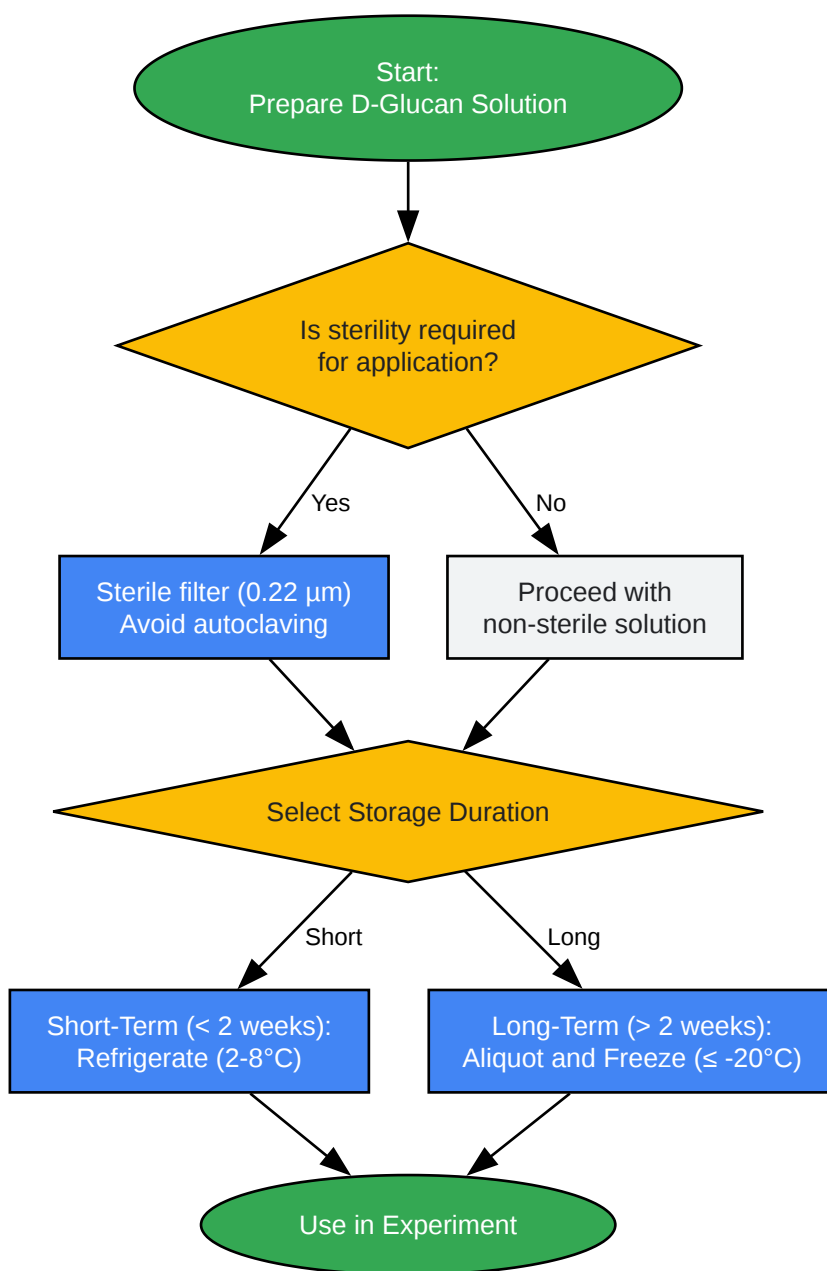 Start:
Prepare D-Glucan Solution
Is sterility required
for application?
Yes
No
Sterile filter (0.22 µm)
Avoid autoclaving
Proceed with
non-sterile solution
Select Storage Duration
Short
Long
Short-Term (< 2 weeks):
Refrigerate (2-8°C)
Long-Term (> 2 weeks):
Aliquot and Freeze (≤ -20°C)
Use in Experiment